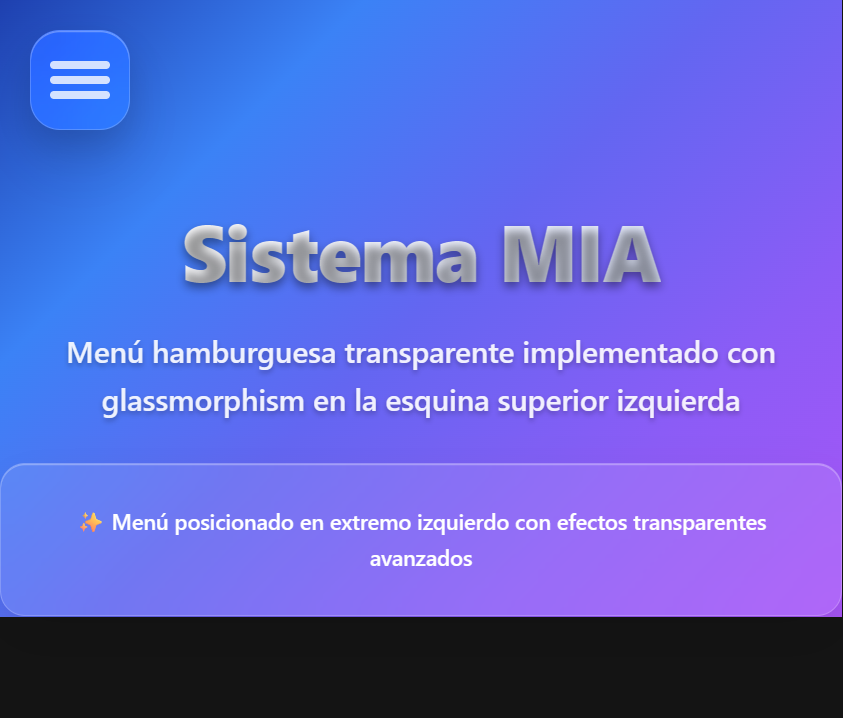 Sistema MIA
Menú hamburguesa transparente implementado con
glassmorphism en la esquina superior izquierda
✨ Menú posicionado en extremo izquierdo con efectos transparentes
avanzados